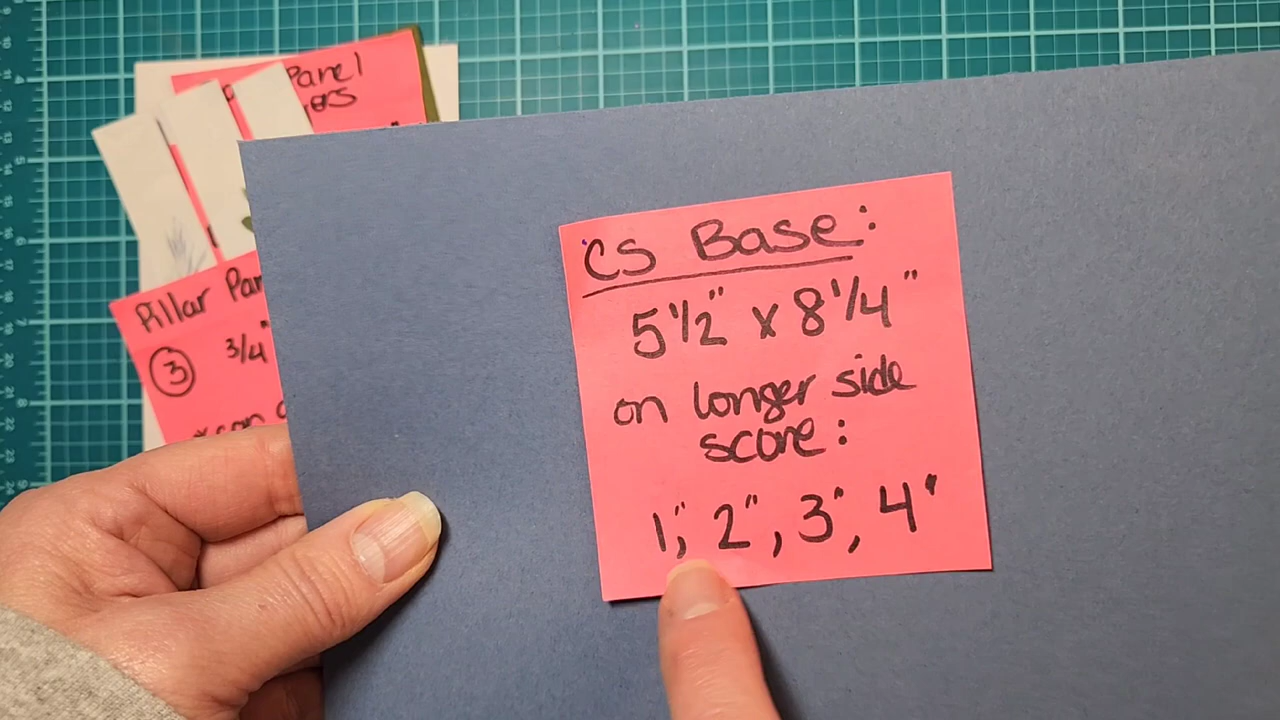 CS Base:
5 1/2" x 8 1/4"
on longer side
score:
1", 2", 3", 4"
Panel
Pillar
3 3/4"